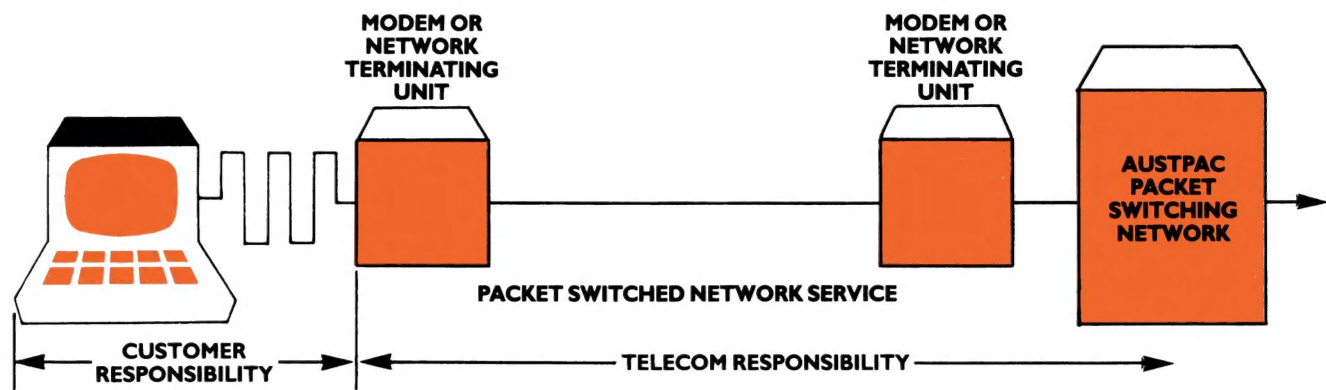 MODEM OR
NETWORK
TERMINATING
UNIT
MODEM OR
NETWORK
TERMINATING
UNIT
AUSTPAC
PACKET
SWITCHING
NETWORK
PACKET SWITCHED NETWORK SERVICE
CUSTOMER
RESPONSIBILITY
TELECOM RESPONSIBILITY